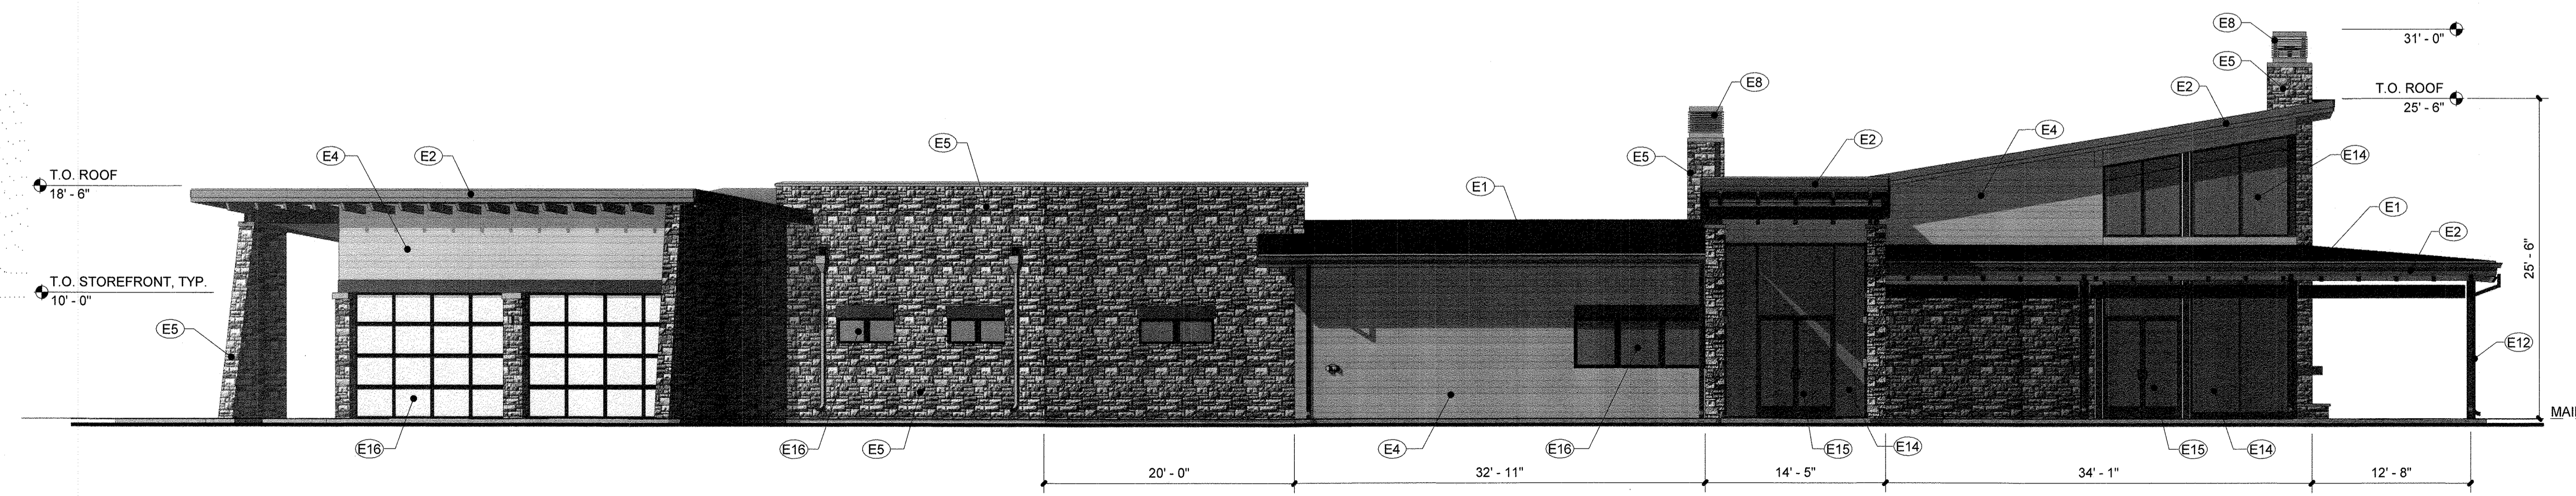 E8
31' - 0"
E5
E2
T.O. ROOF
25' - 6"
E8
E4
E2
E5
E14
E4
E2
E5
T.O. ROOF
18' - 6"
E1
E1
E2
25' - 6"
T.O. STOREFRONT, TYP.
10' - 0"
E5
E12
MAI
E16
E16
E5
E4
E16
E15
E14
E15
E14
20' - 0"
32' - 11"
14' - 5"
34' - 1"
12' - 8"